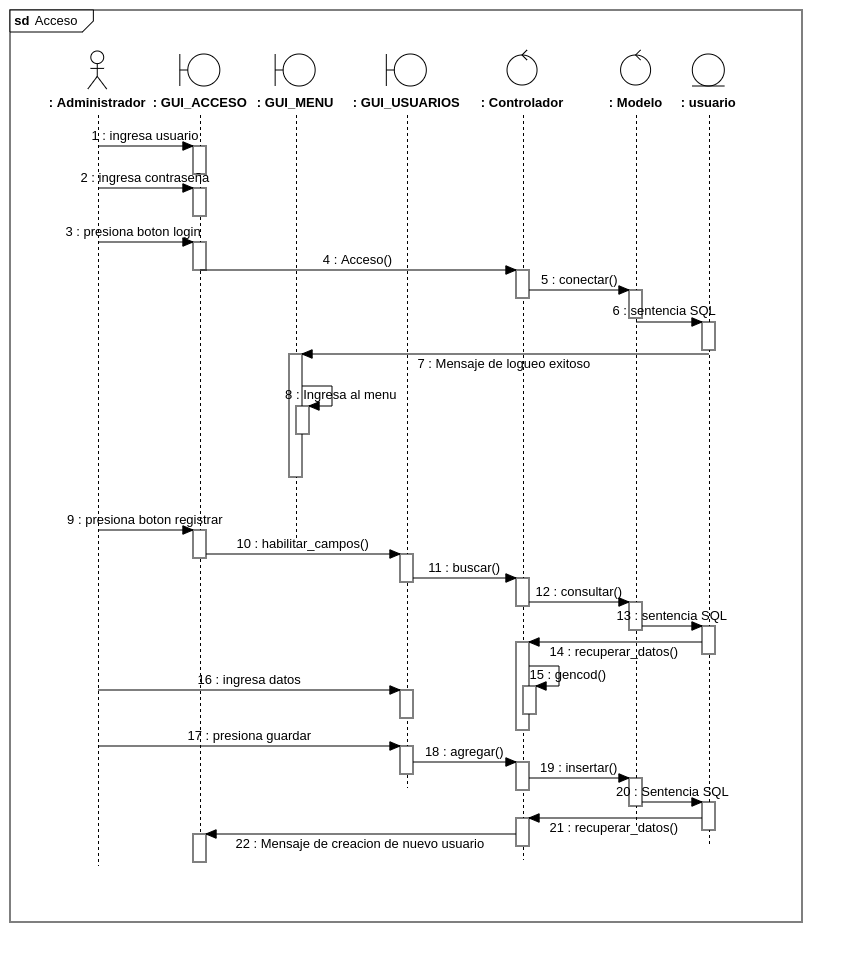 sd Acceso
: Administrador : GUI_ACCESO : GUI_MENU : GUI_USUARIOS : Controlador : Modelo : usuario
1 : ingresa usuario
2 : ingresa contraseña
3 : presiona boton login
4 : Acceso()
5 : conectar()
6 : sentencia SQL
7 : Mensaje de logueo exitoso
8 : Ingresa al menu
9 : presiona boton registrar
10 : habilitar_campos()
11 : buscar()
12 : consultar()
13 : sentencia SQL
14 : recuperar_datos()
15 : gencod()
16 : ingresa datos
17 : presiona guardar
18 : agregar()
19 : insertar()
20 : Sentencia SQL
21 : recuperar_datos()
22 : Mensaje de creacion de nuevo usuario